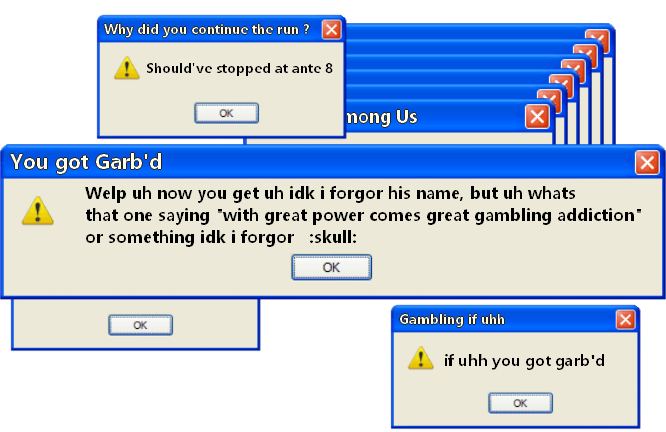 Why did you continue the run ?
Should've stopped at ante 8
OK
mong Us
You got Garb'd
Welp uh now you get uh idk i forgor his name, but uh whats
that one saying "with great power comes great gambling addiction"
or something idk i forgor :skull:
OK
OK
Gambling if uhh
if uhh you got garb'd
OK